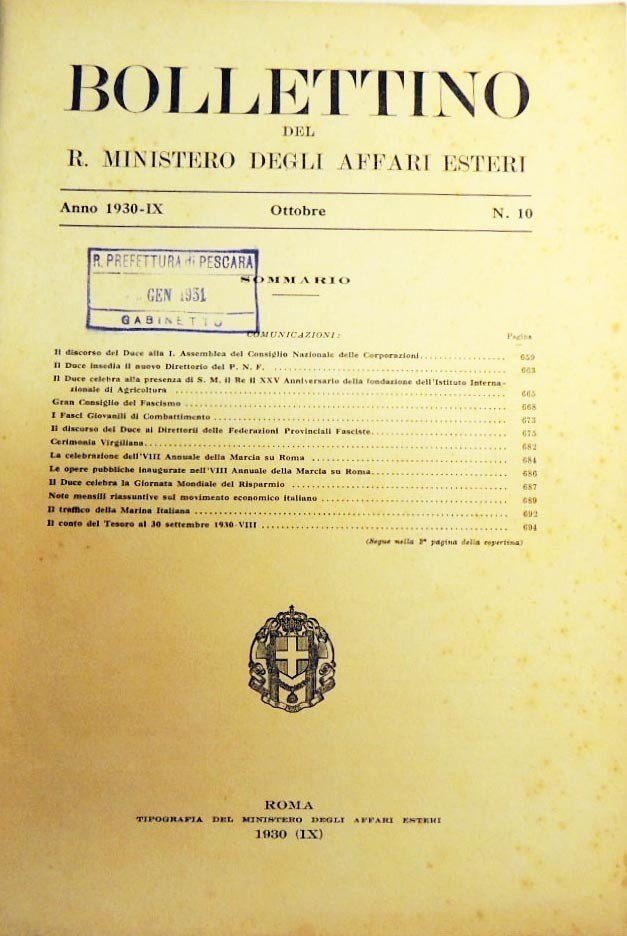 BOLLETTINO
DEL
R. MINISTERO DEGLI AFFARI ESTERI
Anno 1930-IX Ottobre N. 10
R. PREFETTURA di PESCARA
GEN 1931
GABINETTO
SOMMARIO
COMUNICAZIONI: Pagina
Il discorso del Duce alla I. Assemblea del Consiglio Nazionale delle Corporazioni. 659
Il Duce insedia il nuovo Direttorio del P. N. F. 663
Il Duce celebra alla presenza di S. M. il Re il XXV Anniversario della fondazione dell'Istituto Interna-
zionale di Agricoltura 665
Gran Consiglio del Fascismo 668
I Fasci Giovanili di Combattimento 673
Il discorso del Duce ai Direttorii delle Federazioni Provinciali Fasciste. 675
Cerimonia Virgiliana. 682
La celebrazione dell'VIII Annuale della Marcia su Roma 684
Le opere pubbliche inaugurate nell'VIII Annuale della Marcia su Roma. 686
Il Duce celebra la Giornata Mondiale del Risparmio 687
Note mensili riassuntive sul movimento economico italiano 689
Il traffico della Marina Italiana 692
Il conto del Tesoro al 30 settembre 1930-VIII 694
(Segue nella 2ª pagina della copertina)
ROMA
TIPOGRAFIA DEL MINISTERO DEGLI AFFARI ESTERI
1930 (IX)